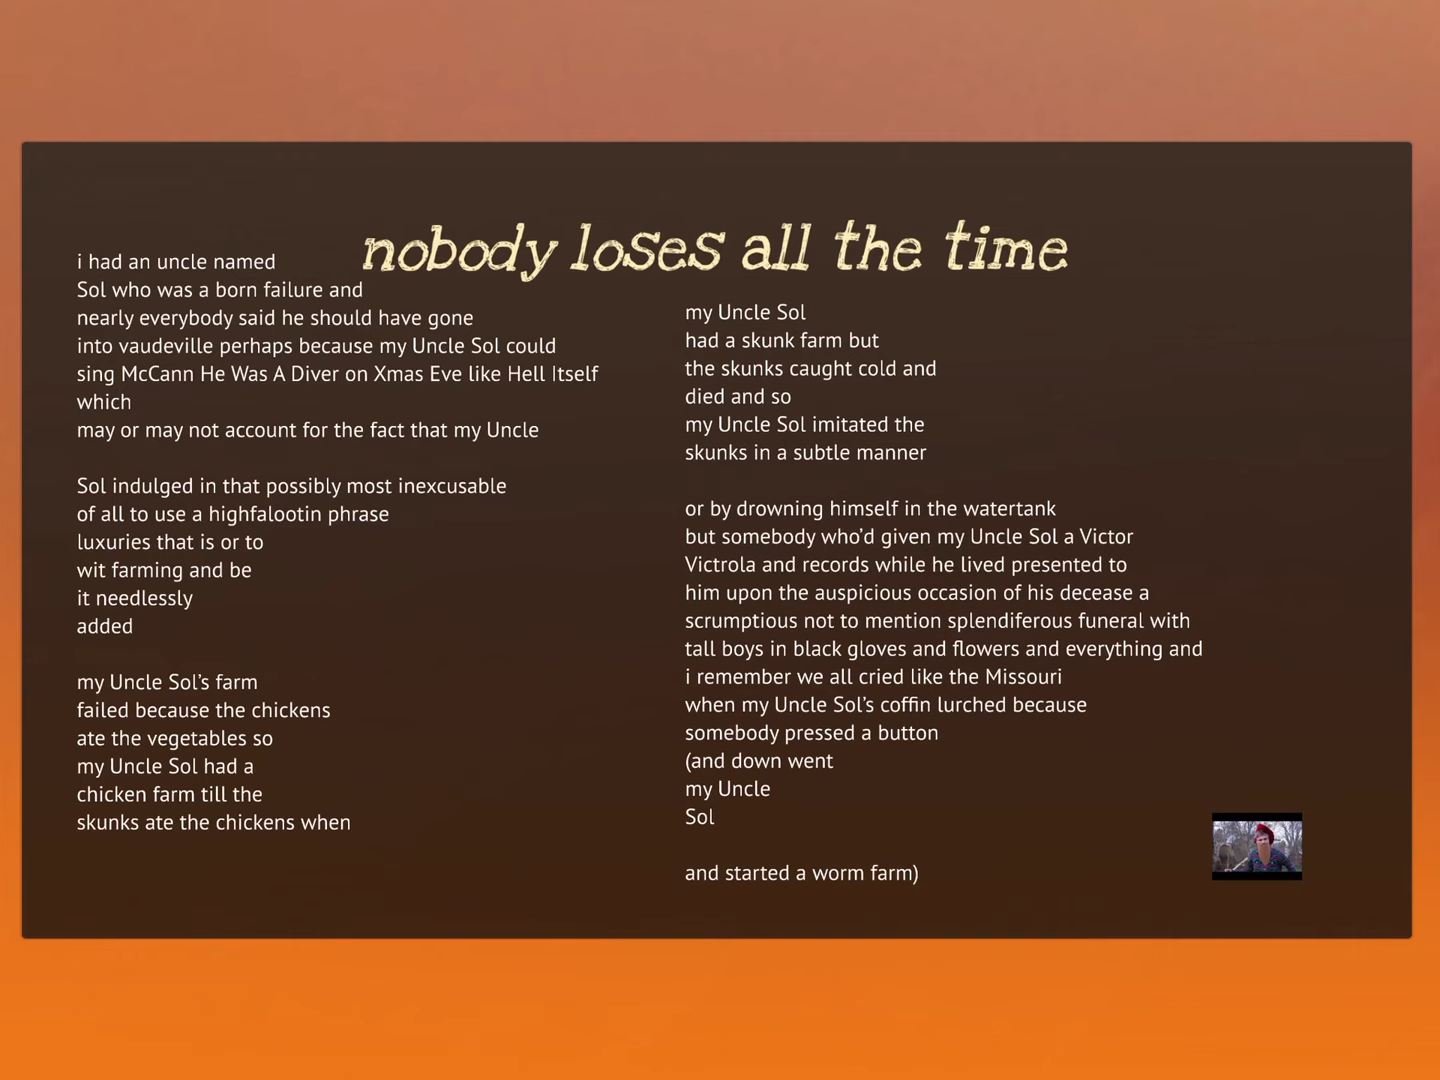 nobody loses all the time
i had an uncle named
Sol who was a born failure and
nearly everybody said he should have gone
into vaudeville perhaps because my Uncle Sol could
sing McCann He Was A Diver on Xmas Eve like Hell Itself
which
may or may not account for the fact that my Uncle
Sol indulged in that possibly most inexcusable
of all to use a highfalootin phrase
luxuries that is or to
wit farming and be
it needlessly
added
my Uncle Sol’s farm
failed because the chickens
ate the vegetables so
my Uncle Sol had a
chicken farm till the
skunks ate the chickens when
my Uncle Sol
had a skunk farm but
the skunks caught cold and
died and so
my Uncle Sol imitated the
skunks in a subtle manner
or by drowning himself in the watertank
but somebody who’d given my Uncle Sol a Victor
Victrola and records while he lived presented to
him upon the auspicious occasion of his decease a
scrumptious not to mention splendiferous funeral with
tall boys in black gloves and flowers and everything and
i remember we all cried like the Missouri
when my Uncle Sol’s coffin lurched because
somebody pressed a button
(and down went
my Uncle
Sol
and started a worm farm)